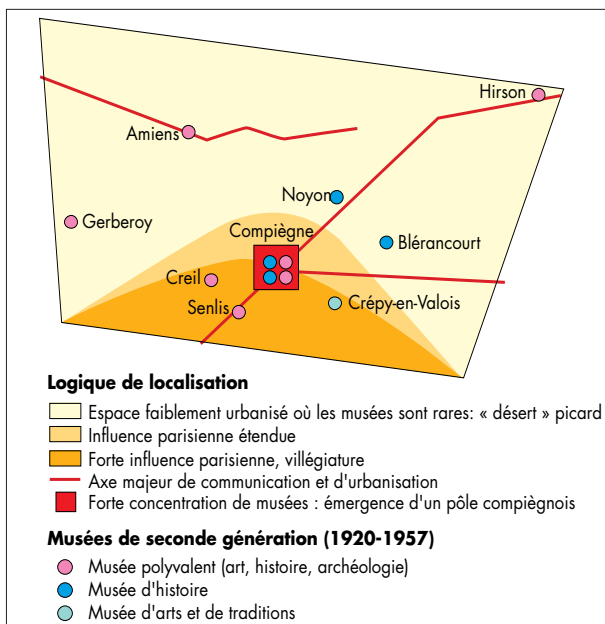 Hirson
Amiens
Noyon
Gerberoy
Compiègne
Blérancourt
Creil
Crépy-en-Valois
Senlis
Logique de localisation
Espace faiblement urbanisé où les musées sont rares: « désert » picard
Influence parisienne étendue
Forte influence parisienne, villégiature
Axe majeur de communication et d'urbanisation
Forte concentration de musées : émergence d'un pôle compiègnois
Musées de seconde génération (1920-1957)
Musée polyvalent (art, histoire, archéologie)
Musée d'histoire
Musée d'arts et de traditions